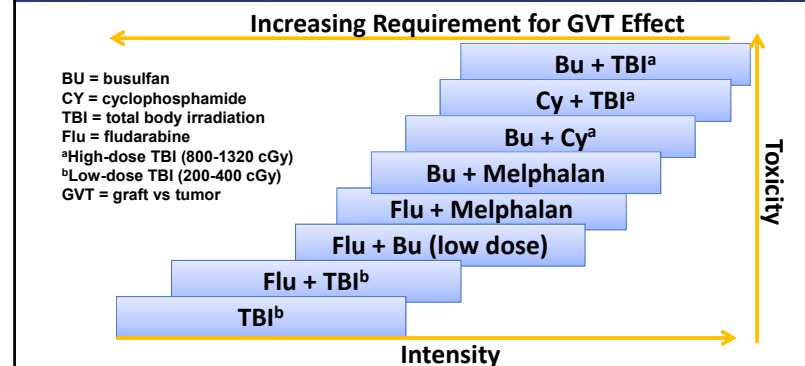 Increasing Requirement for GVT Effect
BU = busulfan
CY = cyclophosphamide
TBI = total body irradiation
Flu = fludarabine
ᵃHigh-dose TBI (800-1320 cGy)
ᵇLow-dose TBI (200-400 cGy)
GVT = graft vs tumor
Bu + TBIᵃ
Cy + TBIᵃ
Bu + Cyᵃ
Bu + Melphalan
Flu + Melphalan
Flu + Bu (low dose)
Flu + TBIᵇ
TBIᵇ
Toxicity
Intensity